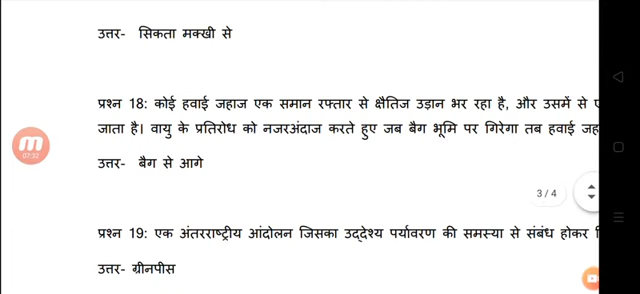 उत्तर- सिकता मक्खी से
प्रश्न 18: कोई हवाई जहाज एक समान रफ्तार से क्षैतिज उड़ान भर रहा है, और उसमें से
जाता है। वायु के प्रतिरोध को नजरअंदाज करते हुए जब बैग भूमि पर गिरेगा तब हवाई
उत्तर- बैग से आगे
3 / 4
प्रश्न 19: एक अंतरराष्ट्रीय आंदोलन जिसका उद्देश्य पर्यावरण की समस्या से संबंध होकर
उत्तर- ग्रीनपीस
07:32